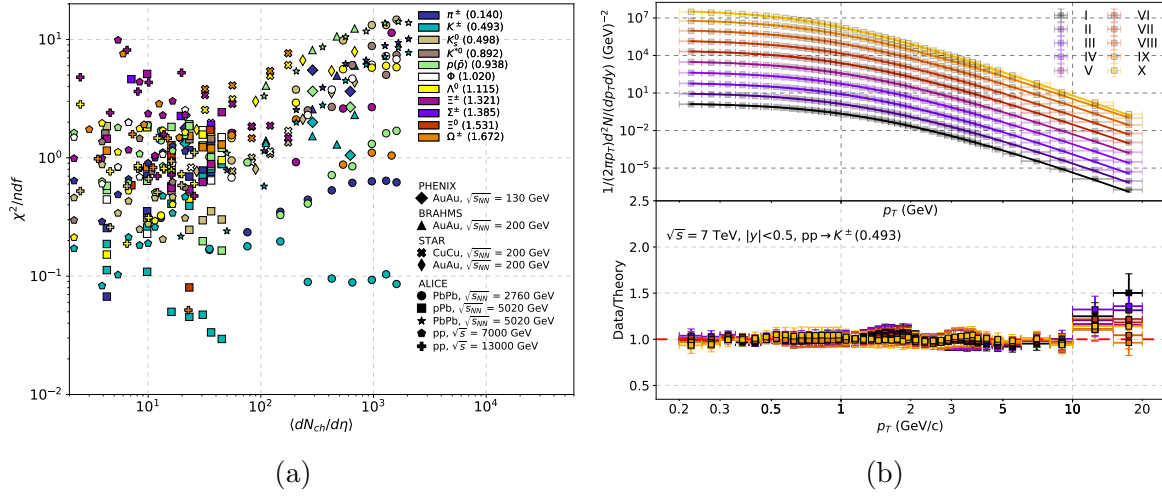 10¹
10⁰
10⁻¹
10⁻²
χ²/ndf
10¹ 10² 10³ 10⁴
⟨dN_ch/dη⟩
π± (0.140)
K± (0.493)
K⁰ₛ (0.498)
K*⁰ (0.892)
p(p̄) (0.938)
Φ (1.020)
Λ⁰ (1.115)
Ξ± (1.321)
Σ± (1.385)
Ξ⁰ (1.531)
Ω± (1.672)
PHENIX
AuAu, √s_NN = 130 GeV
BRAHMS
AuAu, √s_NN = 200 GeV
STAR
CuCu, √s_NN = 200 GeV
AuAu, √s_NN = 200 GeV
ALICE
PbPb, √s_NN = 2760 GeV
pPb, √s_NN = 5020 GeV
PbPb, √s_NN = 5020 GeV
pp, √s = 7000 GeV
pp, √s = 13000 GeV
(a)
1/(2πp_T)d²N/(dp_T dy) (GeV)⁻²
10⁷
10⁴
10¹
10⁻²
10⁻⁵
I VI
II VII
III VIII
IV IX
V X
p_T (GeV)
√s = 7 TeV, |y|<0.5, pp→K±(0.493)
Data/Theory
2.5
2.0
1.5
1.0
0.5
0.2 0.3 0.5 1 2 3 5 10 20
p_T (GeV/c)
(b)